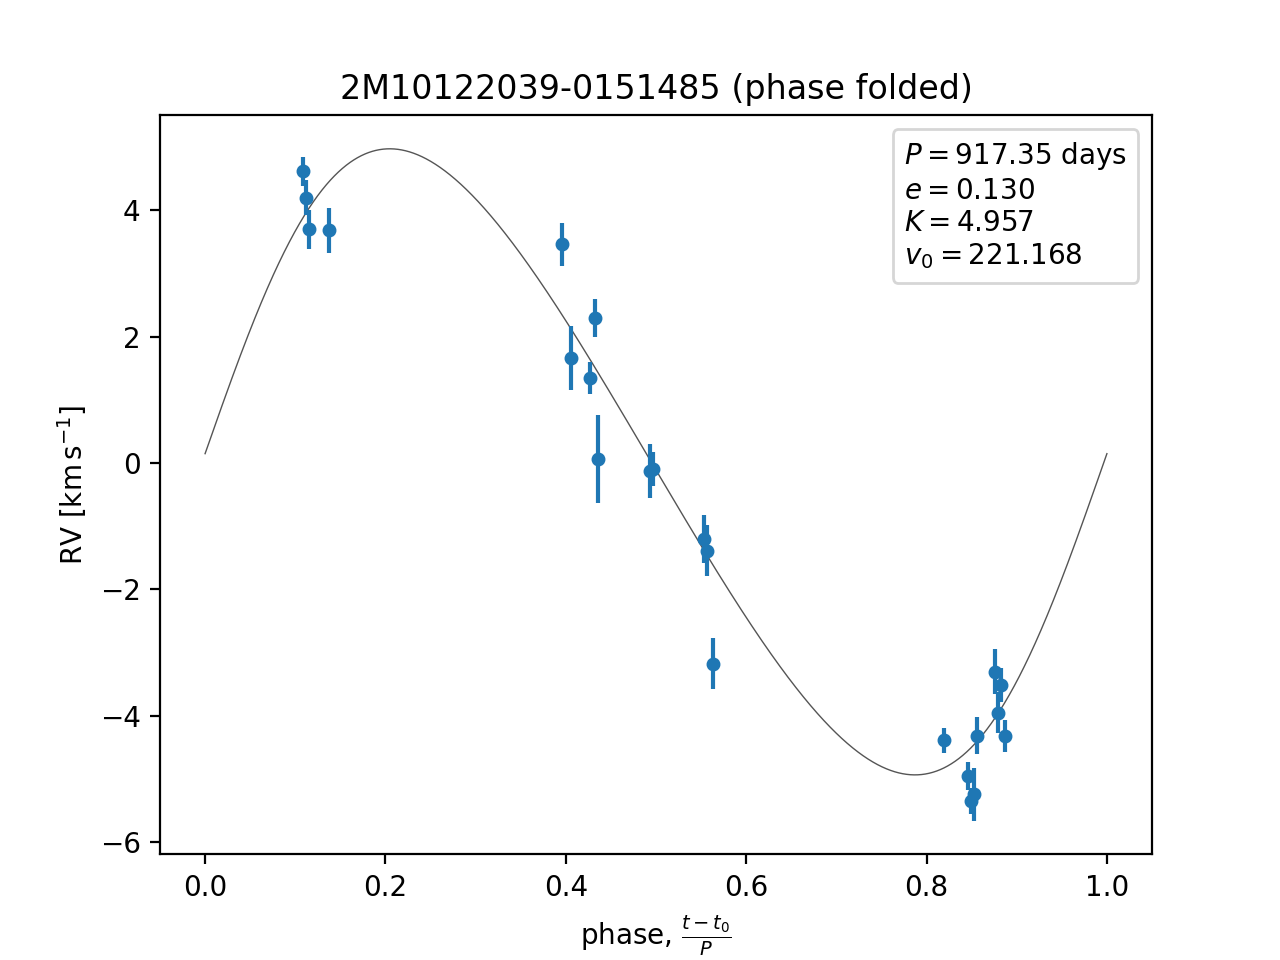 2M10122039-0151485 (phase folded)
P = 917.35 days
e = 0.130
K = 4.957
v₀ = 221.168
4
2
0
−2
−4
−6
RV [km s⁻¹]
0.0 0.2 0.4 0.6 0.8 1.0
phase, (t − t₀)/P